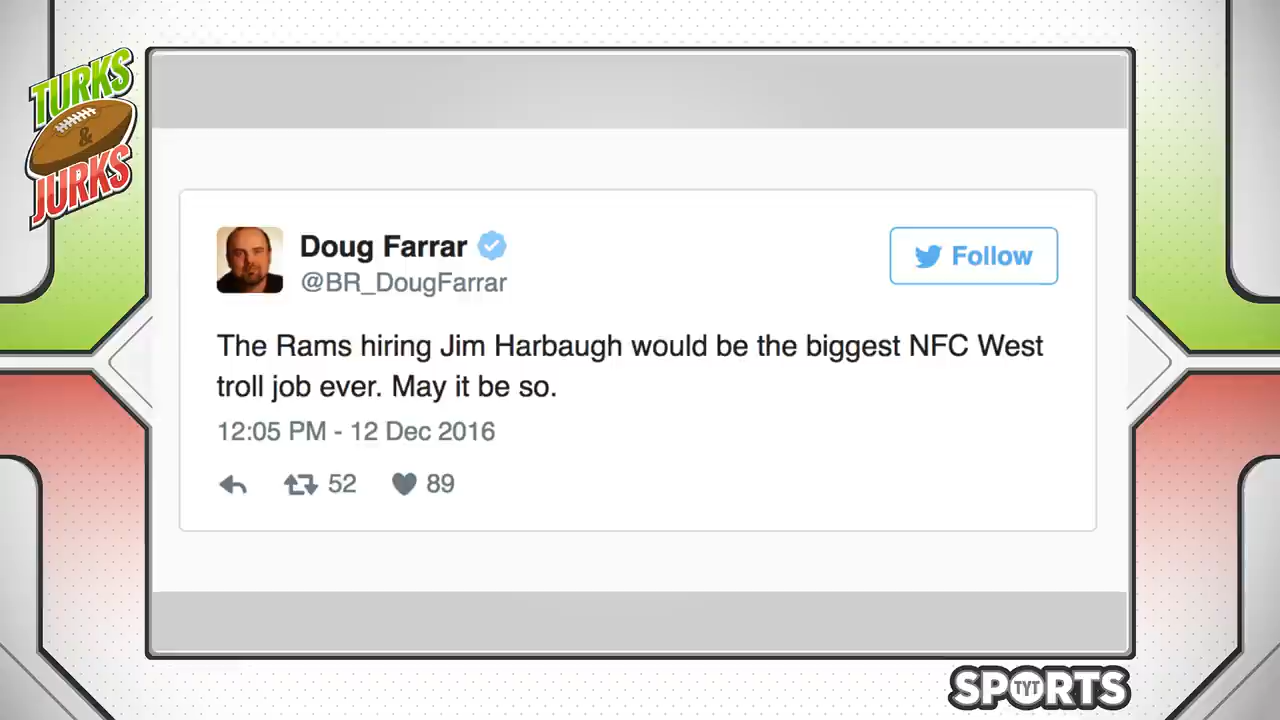 TURKS
&
JURKS
Doug Farrar
@BR_DougFarrar
Follow
The Rams hiring Jim Harbaugh would be the biggest NFC West
troll job ever. May it be so.
12:05 PM - 12 Dec 2016
52 89
SPORTS
TYT